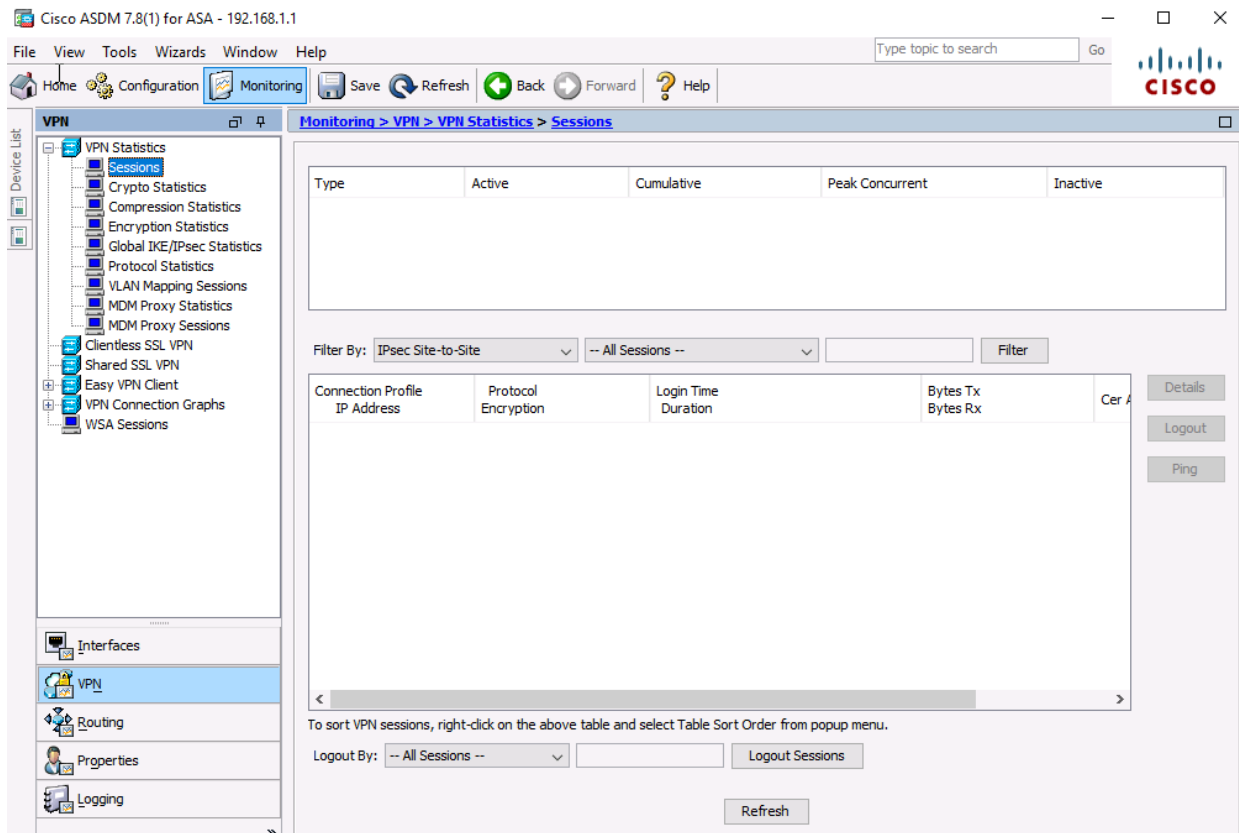 Cisco ASDM 7.8(1) for ASA - 192.168.1.1
File View Tools Wizards Window Help
Type topic to search
Go
Home Configuration Monitoring Save Refresh Back Forward Help
CISCO
Device List
VPN
VPN Statistics
Sessions
Crypto Statistics
Compression Statistics
Encryption Statistics
Global IKE/IPsec Statistics
Protocol Statistics
VLAN Mapping Sessions
MDM Proxy Statistics
MDM Proxy Sessions
Clientless SSL VPN
Shared SSL VPN
Easy VPN Client
VPN Connection Graphs
WSA Sessions
Interfaces
VPN
Routing
Properties
Logging
Monitoring > VPN > VPN Statistics > Sessions
Type Active Cumulative Peak Concurrent Inactive
Filter By: IPsec Site-to-Site -- All Sessions -- Filter
Connection Profile Protocol Login Time Bytes Tx
IP Address Encryption Duration Bytes Rx
Cer A
Details
Logout
Ping
To sort VPN sessions, right-click on the above table and select Table Sort Order from popup menu.
Logout By: -- All Sessions -- Logout Sessions
Refresh